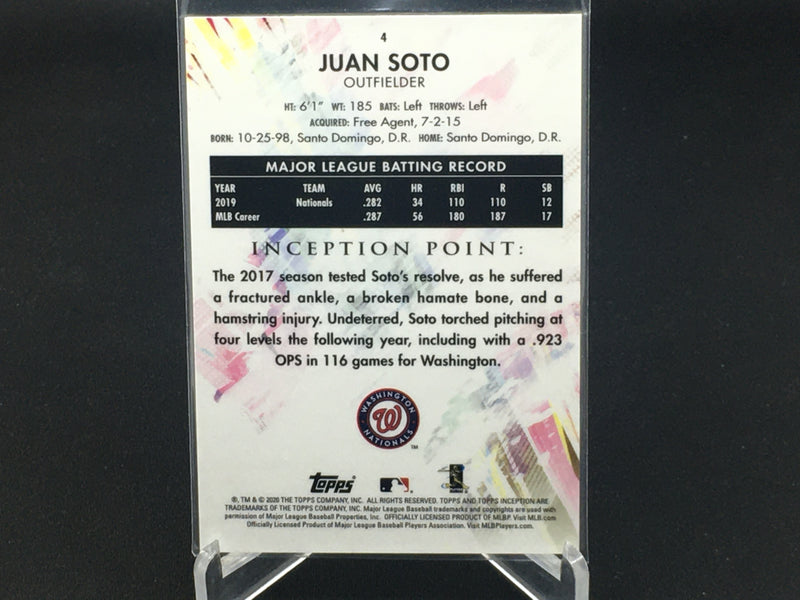 4
JUAN SOTO
OUTFIELDER
HT: 6'1" WT: 185 BATS: Left THROWS: Left
ACQUIRED: Free Agent, 7-2-15
BORN: 10-25-98, Santo Domingo, D.R. HOME: Santo Domingo, D.R.
MAJOR LEAGUE BATTING RECORD
YEAR TEAM AVG HR RBI R SB
2019 Nationals .282 34 110 110 12
MLB Career .287 56 180 187 17
INCEPTION POINT:
The 2017 season tested Soto's resolve, as he suffered
a fractured ankle, a broken hamate bone, and a
hamstring injury. Undeterred, Soto torched pitching at
four levels the following year, including with a .923
OPS in 116 games for Washington.
WASHINGTON
W
NATIONALS
TM
Topps
®, TM & © 2020 THE TOPPS COMPANY, INC. ALL RIGHTS RESERVED. TOPPS AND TOPPS INCEPTION ARE
TRADEMARKS OF THE TOPPS COMPANY, INC. Major League Baseball trademarks and copyrights are used with
permission of Major League Baseball Properties, Inc. OFFICIALLY LICENSED PRODUCT OF MLBP. Visit MLB.com
Officially Licensed Product of Major League Baseball Players Association. Visit MLBPlayers.com.